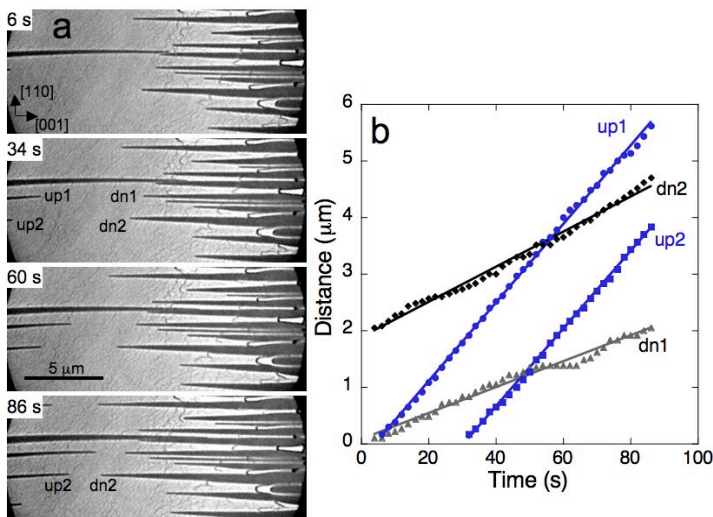 6 s
a
[110]
[001]
34 s
up1
dn1
up2
dn2
60 s
5 μm
86 s
up2
dn2
b
6
5
4
3
2
1
0
Distance (μm)
up1
dn2
up2
dn1
0
20
40
60
80
100
Time (s)